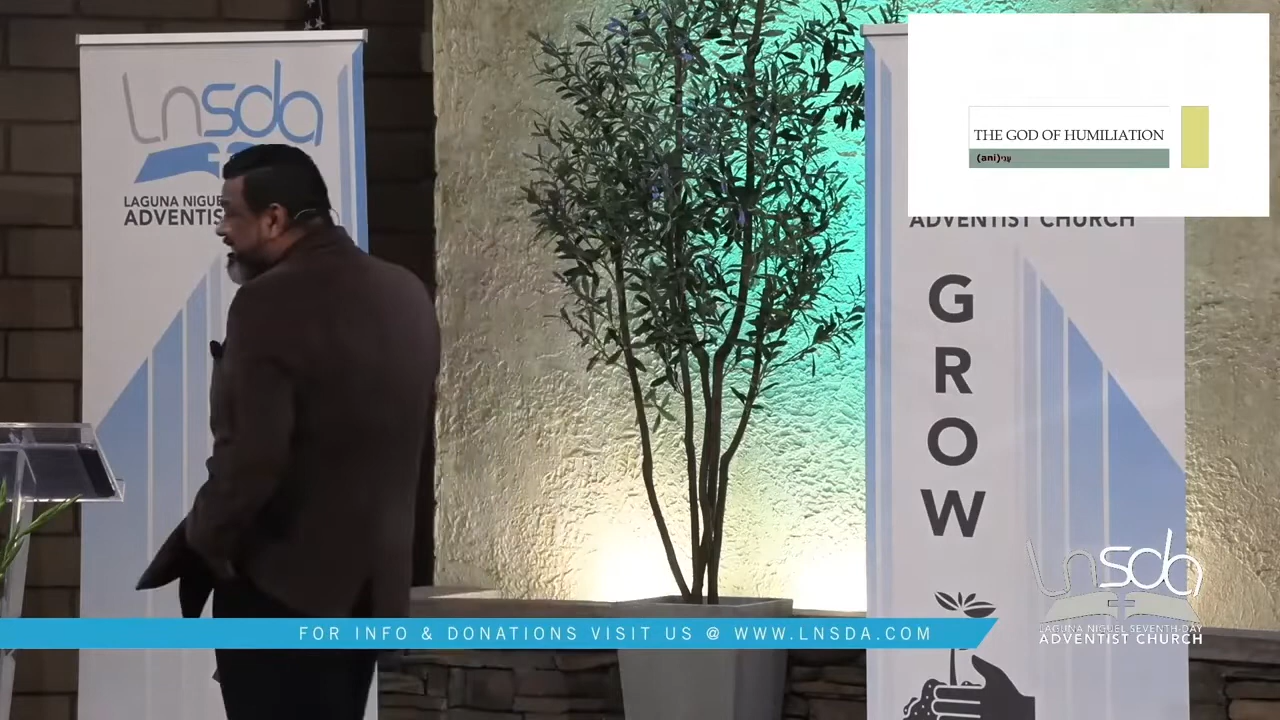 lnsda
LAGUNA NIGUE
ADVENTIS
THE GOD OF HUMILIATION
(ani)עָנִי
ADVENTIST CHURCH
G
R
O
W
lnsda
LAGUNA NIGUEL SEVENTH-DAY
ADVENTIST CHURCH
FOR INFO & DONATIONS VISIT US @ WWW.LNSDA.COM